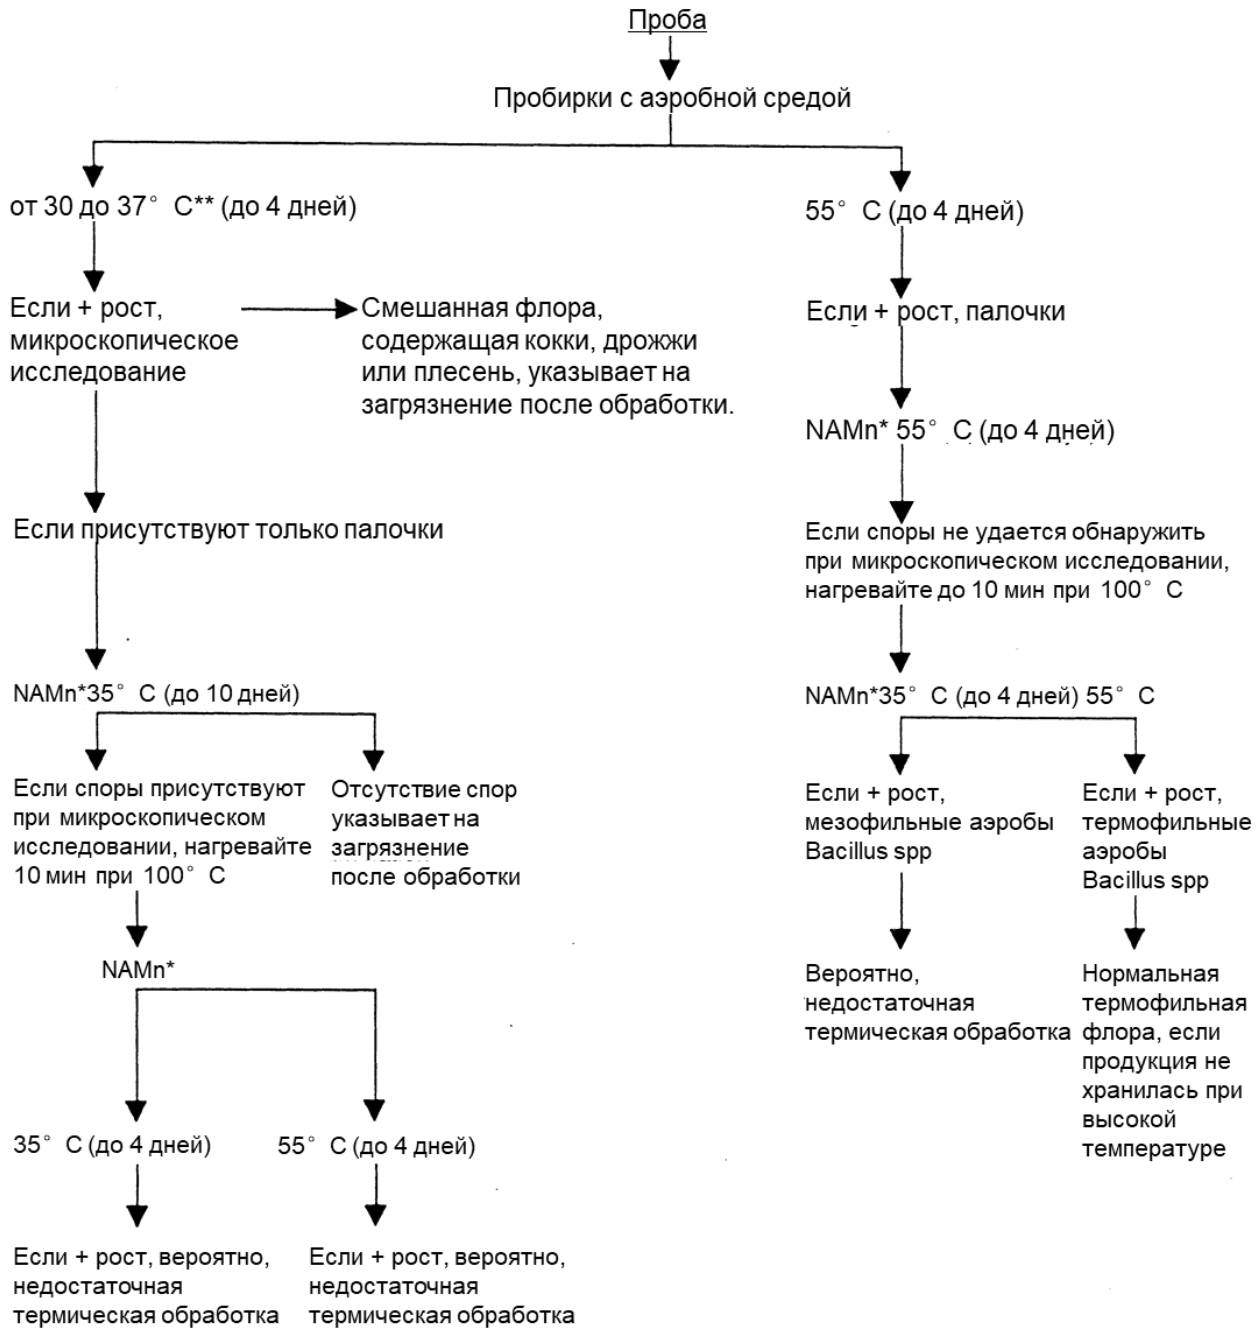 Проба
Пробирки с аэробной средой
от 30 до 37° C** (до 4 дней)
55° C (до 4 дней)
Если + рост,
микроскопическое
исследование
Смешанная флора,
содержащая кокки, дрожжи
или плесень, указывает на
загрязнение после обработки.
Если + рост, палочки
NAMn* 55° C (до 4 дней)
Если присутствуют только палочки
Если споры не удается обнаружить
при микроскопическом исследовании,
нагревайте до 10 мин при 100° C
NAMn*35° C (до 10 дней)
NAMn*35° C (до 4 дней) 55° C
Если споры присутствуют
при микроскопическом
исследовании, нагревайте
10 мин при 100° C
Отсутствие спор
указывает на
загрязнение
после обработки
Если + рост,
мезофильные аэробы
Bacillus spp
Если + рост,
термофильные
аэробы
Bacillus spp
NAMn*
Вероятно,
недостаточная
термическая обработка
Нормальная
термофильная
флора, если
продукция не
хранилась при
высокой
температуре
35° C (до 4 дней)
55° C (до 4 дней)
Если + рост, вероятно,
недостаточная
термическая обработка
Если + рост, вероятно,
недостаточная
термическая обработка